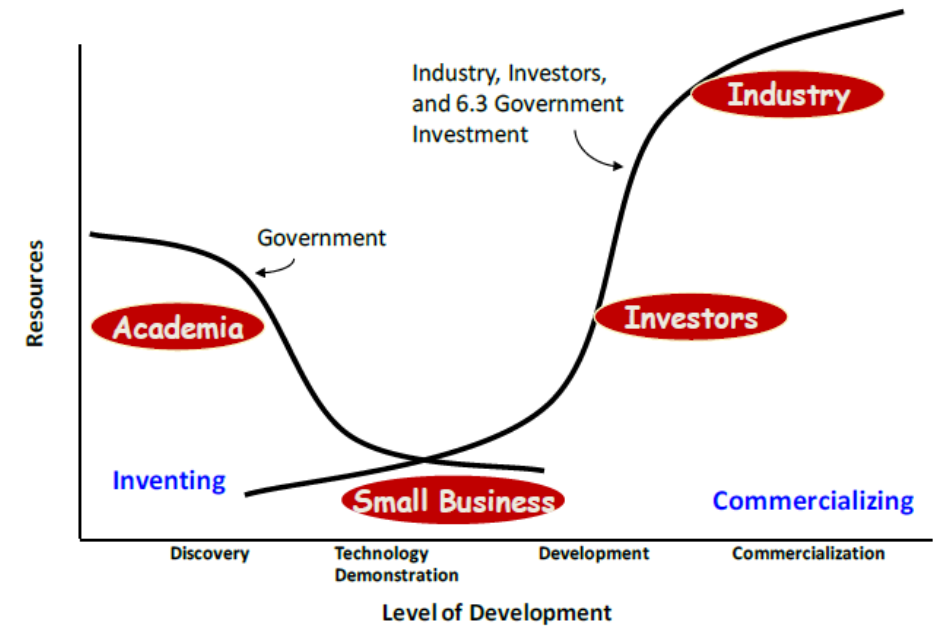 Industry, Investors,
and 6.3 Government
Investment
Industry
Government
Resources
Academia
Investors
Inventing
Small Business
Commercializing
Discovery
Technology
Demonstration
Development
Commercialization
Level of Development